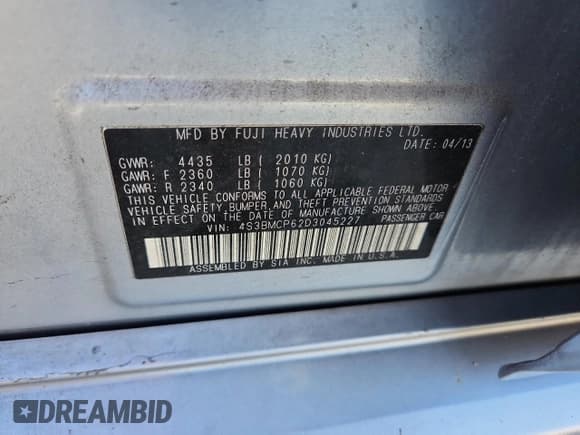 MFD BY FUJI HEAVY INDUSTRIES LTD.
DATE: 04/13
GVWR: 4435 LB ( 2010 KG)
GAWR: F 2360 LB ( 1070 KG)
GAWR: R 2340 LB ( 1060 KG)
THIS VEHICLE CONFORMS TO ALL APPLICABLE FEDERAL MOTOR
VEHICLE SAFETY, BUMPER, AND THEFT PREVENTION STANDARDS
IN EFFECT ON THE DATE OF MANUFACTURE SHOWN ABOVE.
VIN: 4S3BMCP62D3045227 PASSENGER CAR
ASSEMBLED BY SIA INC. MADE IN U.S.A.
DREAMBID